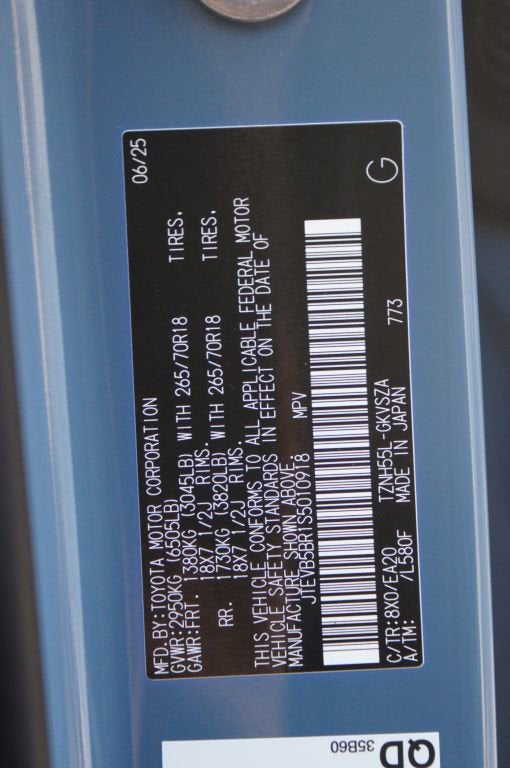 06/25
MFD.BY:TOYOTA MOTOR CORPORATION
GVWR:2950KG (6505LB)
GAWR:FRT. 1380KG (3045LB) WITH 265/70R18 TIRES.
18X7 1/2J RIMS.
RR. 1730KG (3820LB) WITH 265/70R18 TIRES.
18X7 1/2J RIMS.
THIS VEHICLE CONFORMS TO ALL APPLICABLE FEDERAL MOTOR
VEHICLE SAFETY STANDARDS IN EFFECT ON THE DATE OF
MANUFACTURE SHOWN ABOVE.
JTEVB5BR1S5010918 MPV
C/TR:8X0/EA20 TZNH55L-GKVSZA
A/TM: /L580F MADE IN JAPAN 773
G
35B60
QD